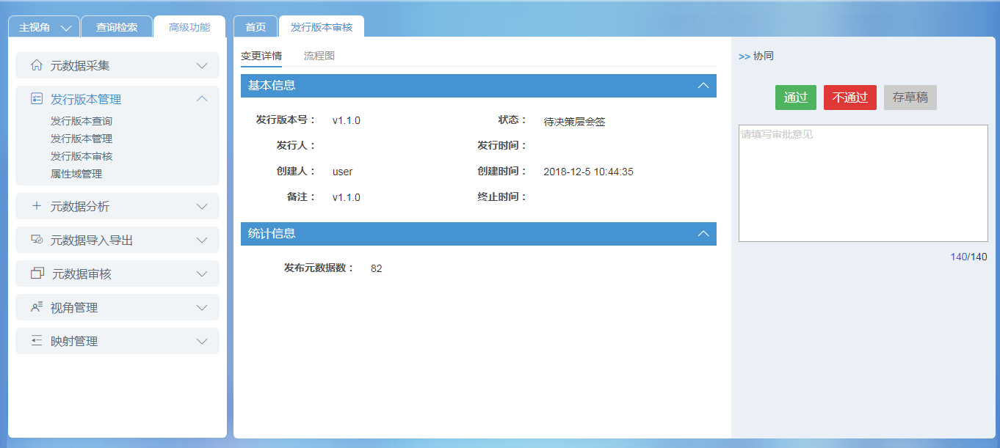 主视角 查询检索 高级功能 首页 发行版本审核
元数据采集
发行版本管理
发行版本查询
发行版本管理
发行版本审核
属性域管理
元数据分析
元数据导入导出
元数据审核
视角管理
映射管理
变更详情 流程图
基本信息
发行版本号： v1.1.0 状态： 待决策层会签
发行人： 发行时间：
创建人： user 创建时间： 2018-12-5 10:44:35
备注： v1.1.0 终止时间：
统计信息
发布元数据数： 82
>> 协同
通过 不通过 存草稿
请填写审批意见
140/140